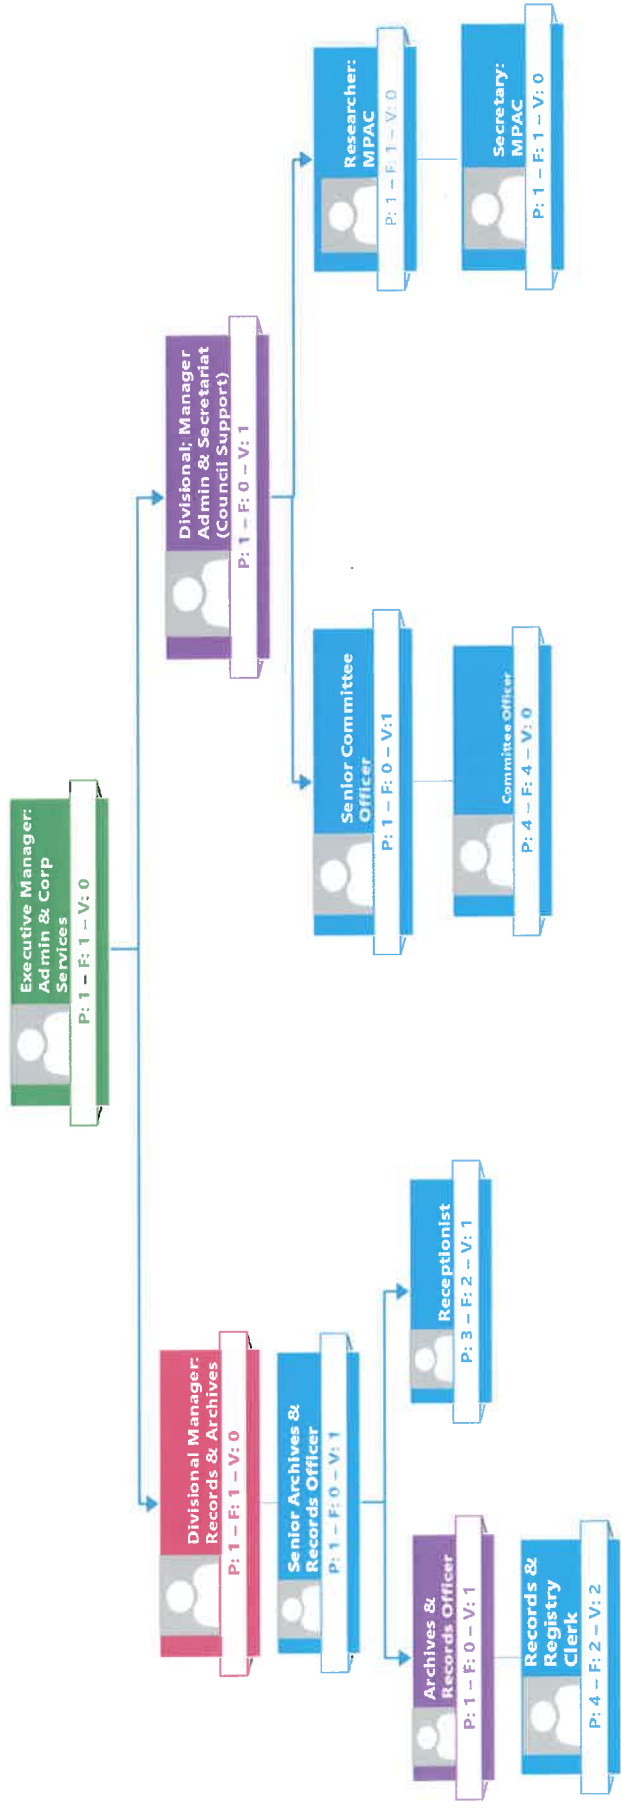 Executive Manager:
Admin & Corp
Services
P: 1 – F: 1 – V: 0
Divisional Manager:
Records & Archives
P: 1 – F: 1 – V: 0
Senior Archives &
Records Officer
P: 1 – F: 0 – V: 1
Archives &
Records Officer
P: 1 – F: 0 – V: 1
Records &
Registry
Clerk
P: 4 – F: 2 – V: 2
Receptionist
P: 3 – F: 2 – V: 1
Divisional; Manager
Admin & Secretariat
(Council Support)
P: 1 – F: 0 – V: 1
Senior Committee
Officer
P: 1 – F: 0 – V:1
Committee Officer
P: 4 – F: 4 – V: 0
Researcher:
MPAC
P: 1 – F: 1 – V: 0
Secretary:
MPAC
P: 1 – F: 1 – V: 0